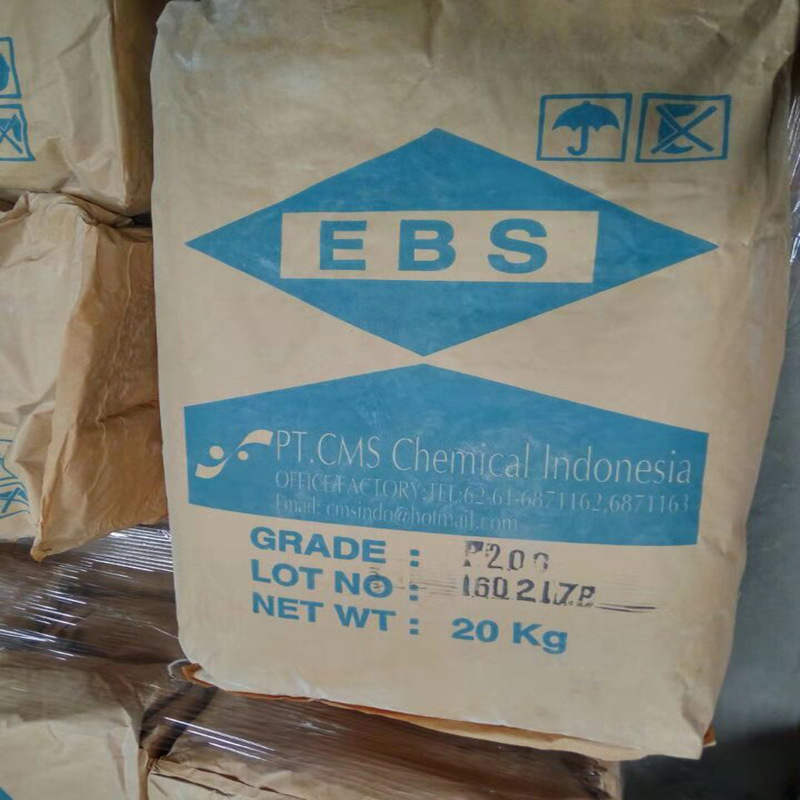 EBS
PT.CMS Chemical Indonesia
OFFICE/FACTORY:TEL:62-61-6871162,6871163
Email: cmsindo@hotmail.com
GRADE :
LOT NO :
NET WT : 20 Kg